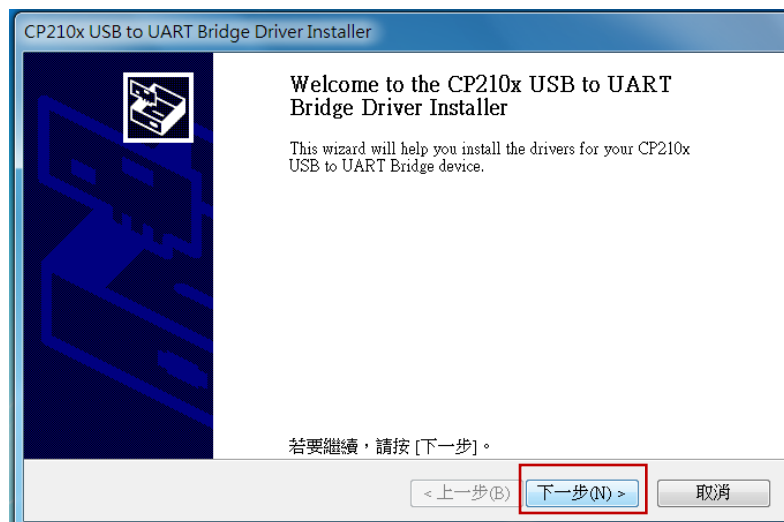 CP210x USB to UART Bridge Driver Installer
Welcome to the CP210x USB to UART
Bridge Driver Installer
This wizard will help you install the drivers for your CP210x
USB to UART Bridge device.
若要繼續，請按 [下一步]。
< 上一步(B)
下一步(N) >
取消